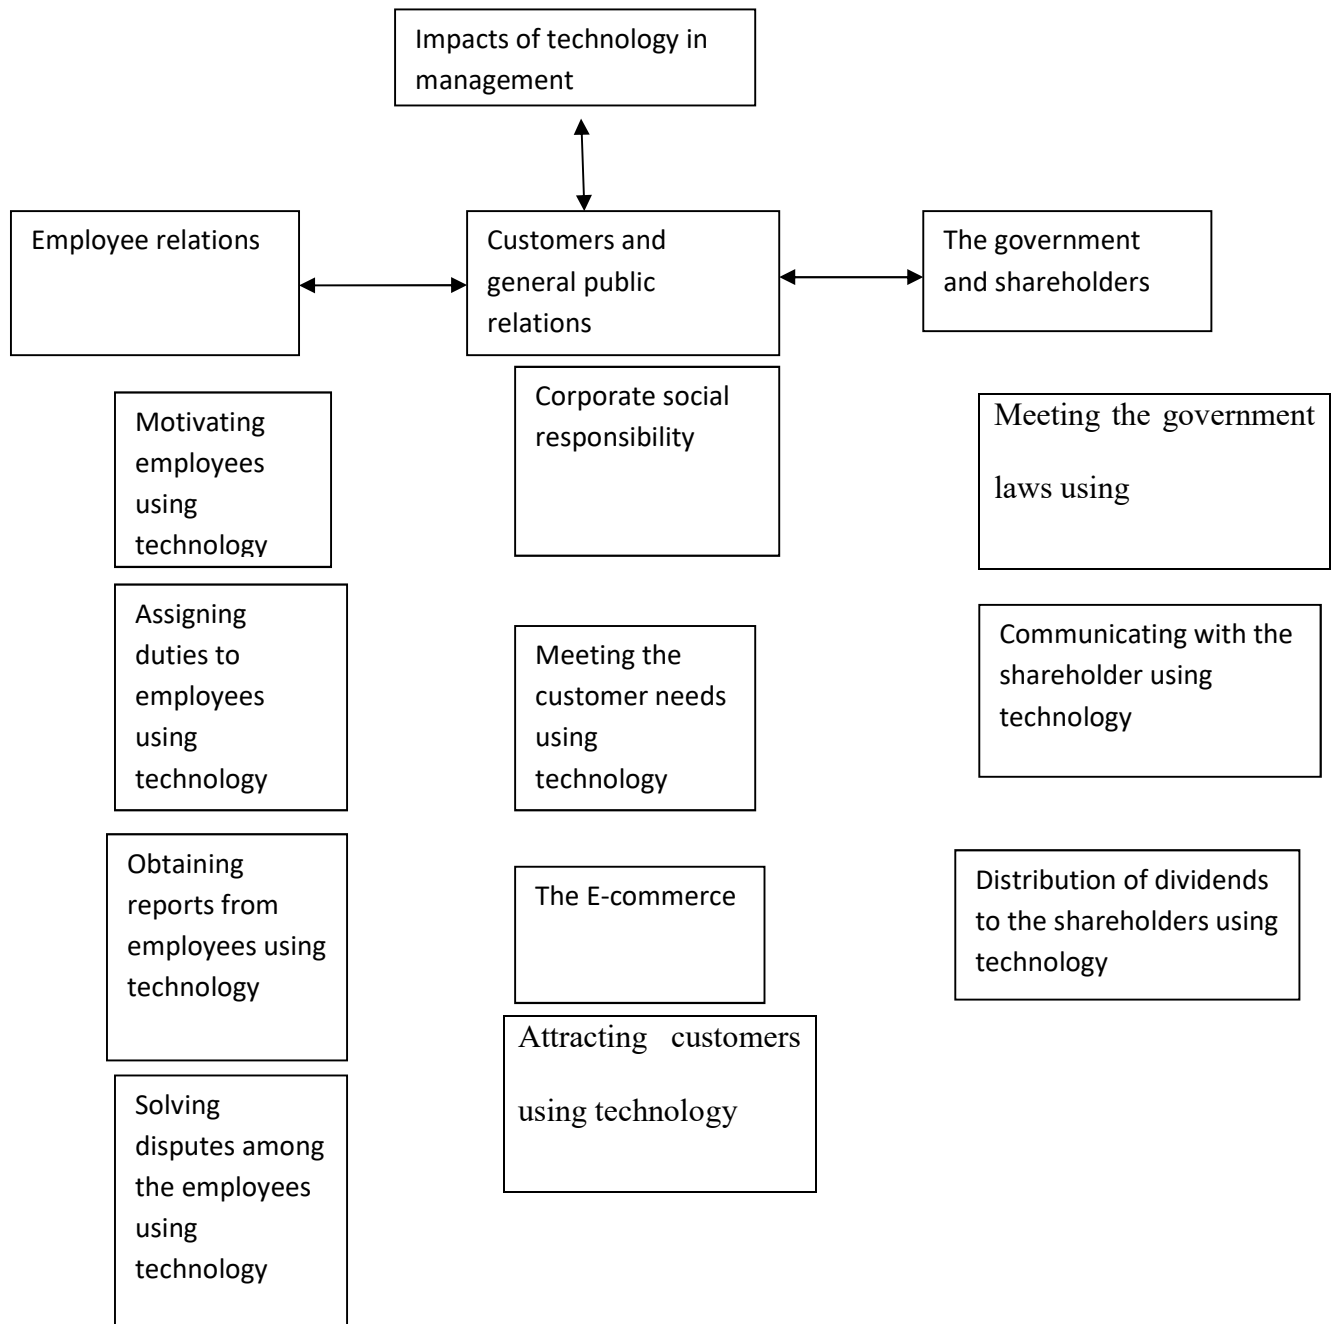 Impacts of technology in
management
Employee relations
Customers and
general public
relations
The government
and shareholders
Motivating
employees
using
technology
Assigning
duties to
employees
using
technology
Obtaining
reports from
employees using
technology
Solving
disputes among
the employees
using
technology
Corporate social
responsibility
Meeting the
customer needs
using
technology
The E-commerce
Attracting customers
using technology
Meeting the government
laws using
Communicating with the
shareholder using
technology
Distribution of dividends
to the shareholders using
technology